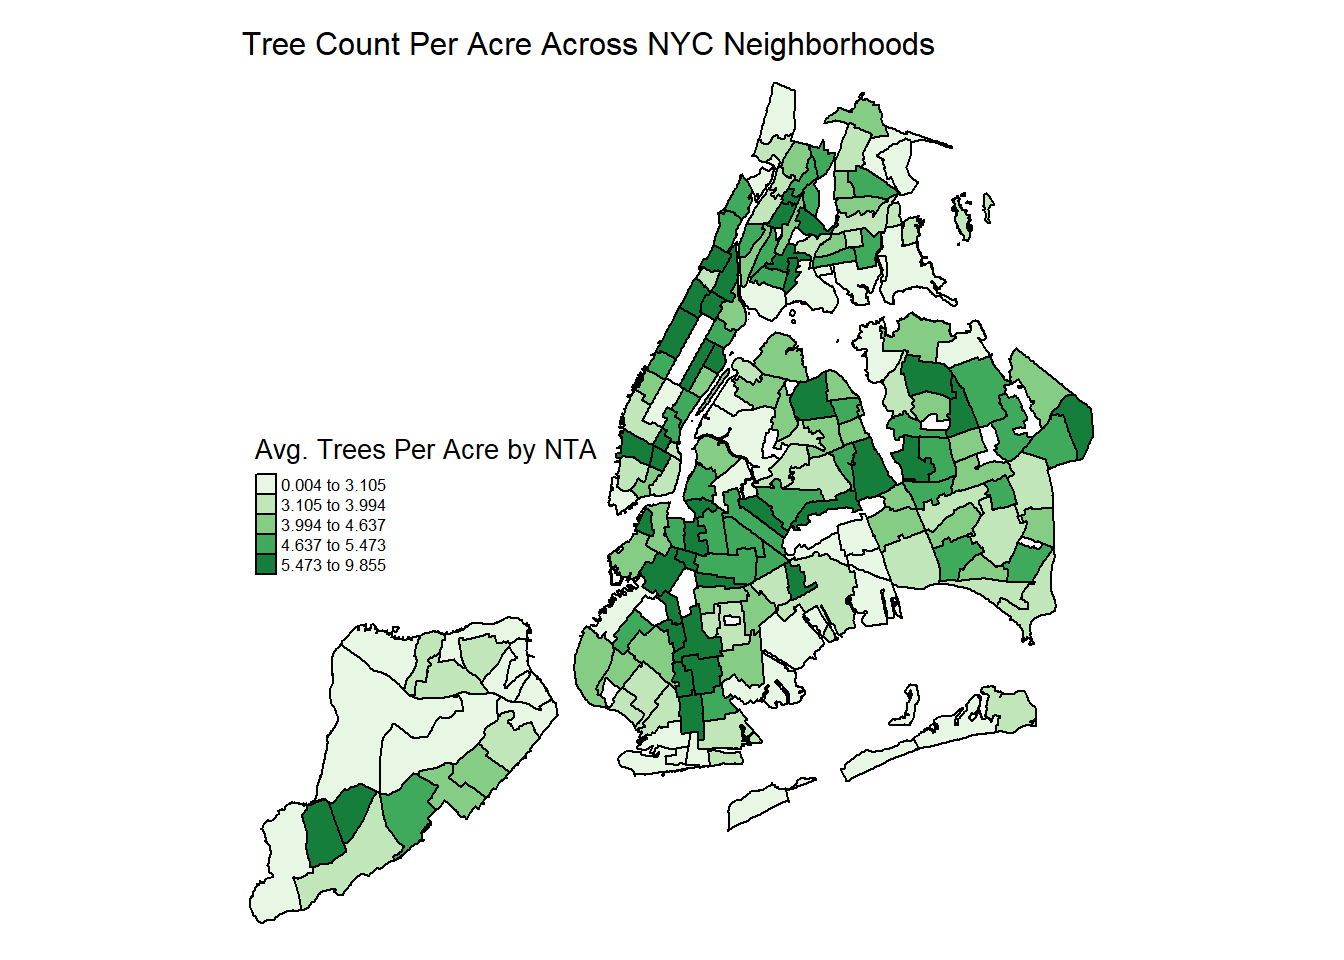 Tree Count Per Acre Across NYC Neighborhoods
Avg. Trees Per Acre by NTA
0.004 to 3.105
3.105 to 3.994
3.994 to 4.637
4.637 to 5.473
5.473 to 9.855